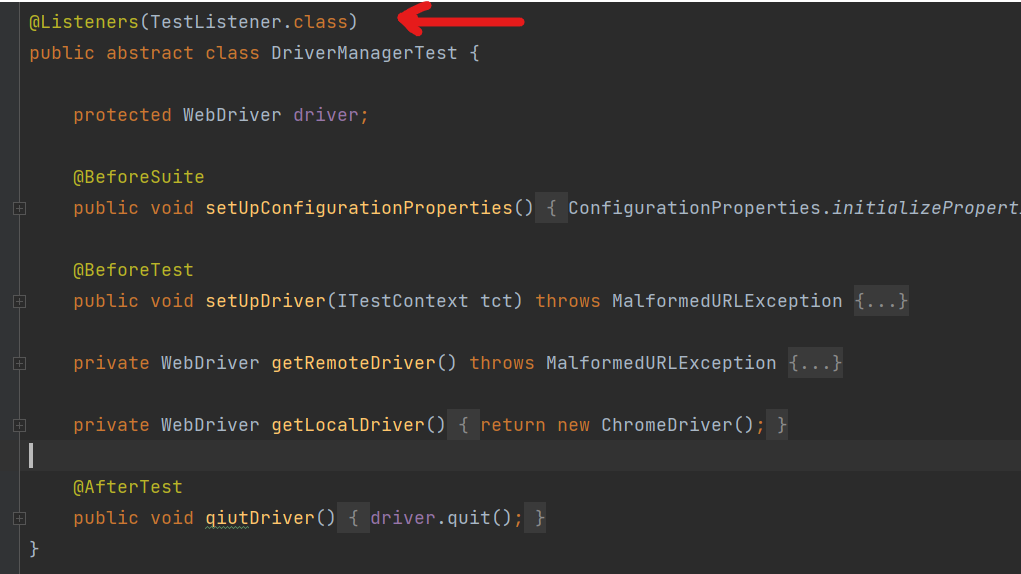 @Listeners(TestListener.class)
public abstract class DriverManagerTest {
protected WebDriver driver;
@BeforeSuite
public void setUpConfigurationProperties() { ConfigurationProperties.initializeProperti
@BeforeTest
public void setUpDriver(ITestContext tct) throws MalformedURLException {...}
private WebDriver getRemoteDriver() throws MalformedURLException {...}
private WebDriver getLocalDriver() { return new ChromeDriver(); }
@AfterTest
public void qiutDriver() { driver.quit(); }
}